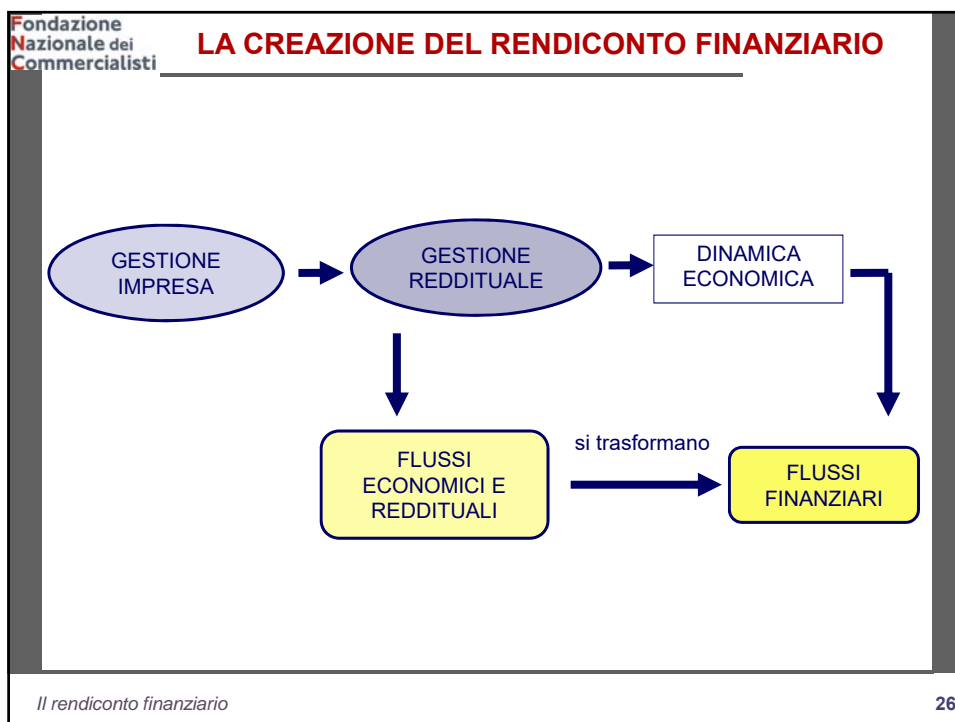 Fondazione
Nazionale dei
Commercialisti
LA CREAZIONE DEL RENDICONTO FINANZIARIO
GESTIONE
IMPRESA
GESTIONE
REDDITUALE
DINAMICA
ECONOMICA
FLUSSI
ECONOMICI E
REDDITUALI
si trasformano
FLUSSI
FINANZIARI
Il rendiconto finanziario
26